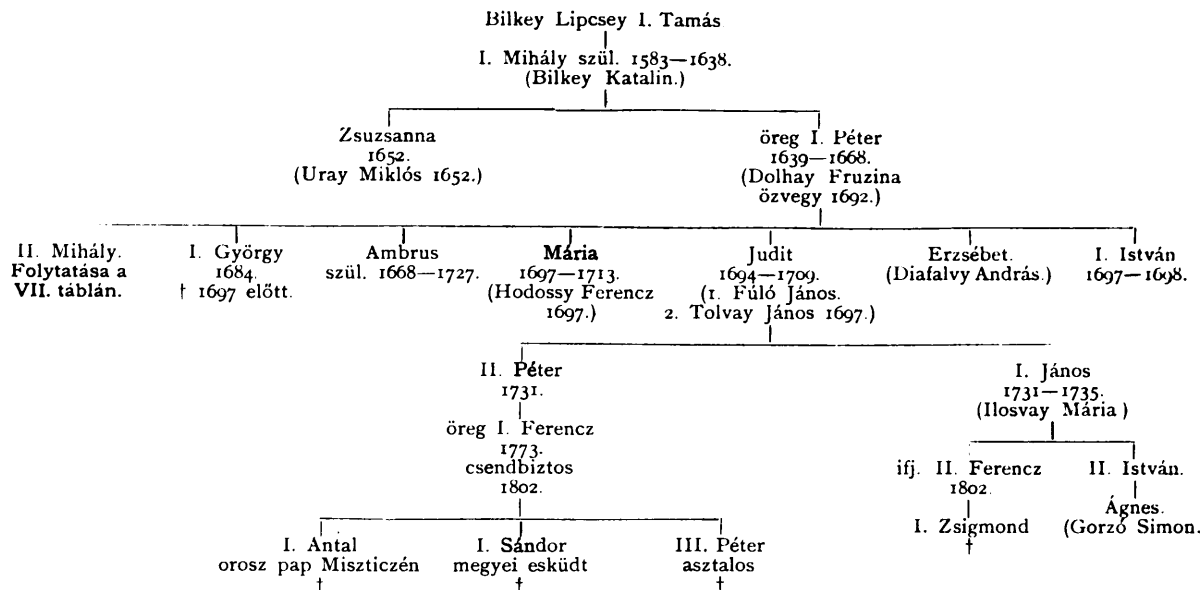 Bilkey Lipcsey I. Tamás
I. Mihály szül. 1583—1638.
(Bilkey Katalin.)
Zsuzsanna
1652.
(Uray Miklós 1652.)
öreg I. Péter
1639—1668.
(Dolhay Fruzina
özvegy 1692.)
II. Mihály.
Folytatása a
VII. táblán.
I. György
1684.
† 1697 előtt.
Ambrus
szül. 1668—1727.
Mária
1697—1713.
(Hodossy Ferencz
1697.)
Judit
1694—1709.
(1. Fúló János.
2. Tolvay János 1697.)
Erzsébet.
(Diafalvy András.)
I. István
1697—1698.
II. Péter
1731.
öreg I. Ferencz
1773.
csendbiztos
1802.
I. János
1731—1735.
(Ilosvay Mária)
ifj. II. Ferencz
1802.
I. Zsigmond
†
II. István.
Ágnes.
(Gorzó Simon.
I. Antal
orosz pap Miszticzén
†
I. Sándor
megyei esküdt
†
III. Péter
asztalos
†